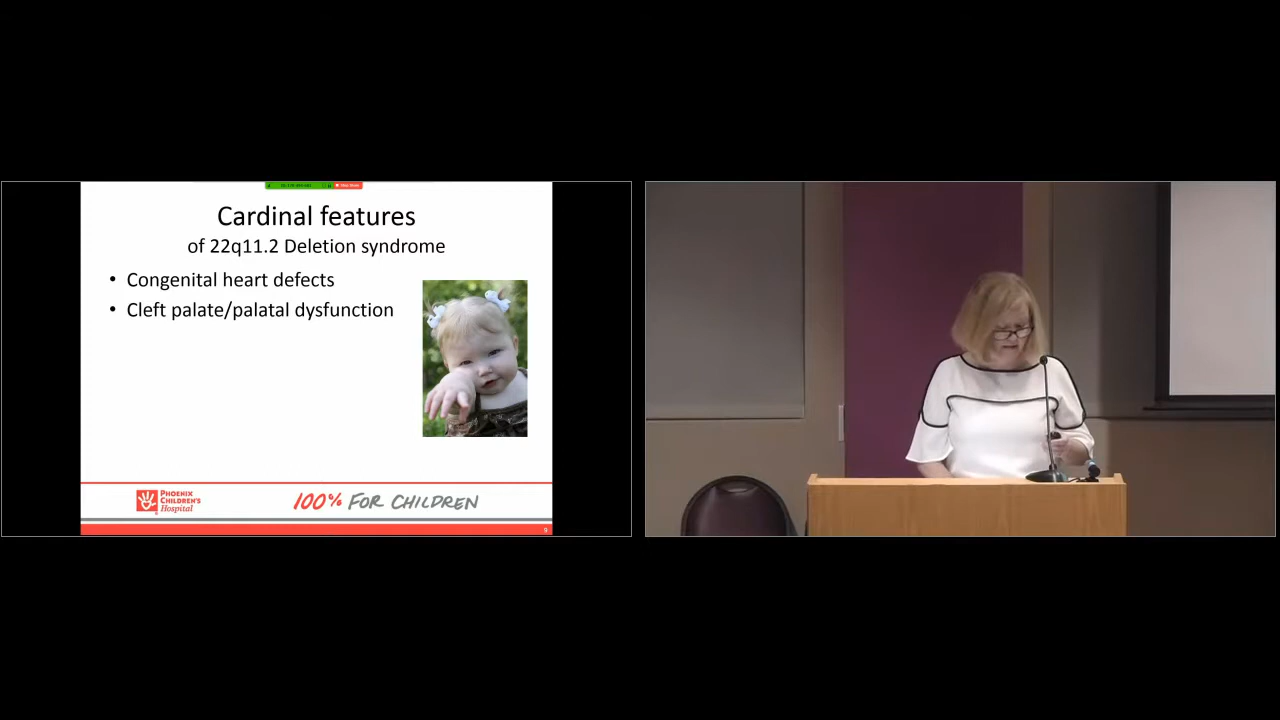 Cardinal features
of 22q11.2 Deletion syndrome
• Congenital heart defects
• Cleft palate/palatal dysfunction
PHOENIX
CHILDREN'S
Hospital
100% FOR CHILDREN
9